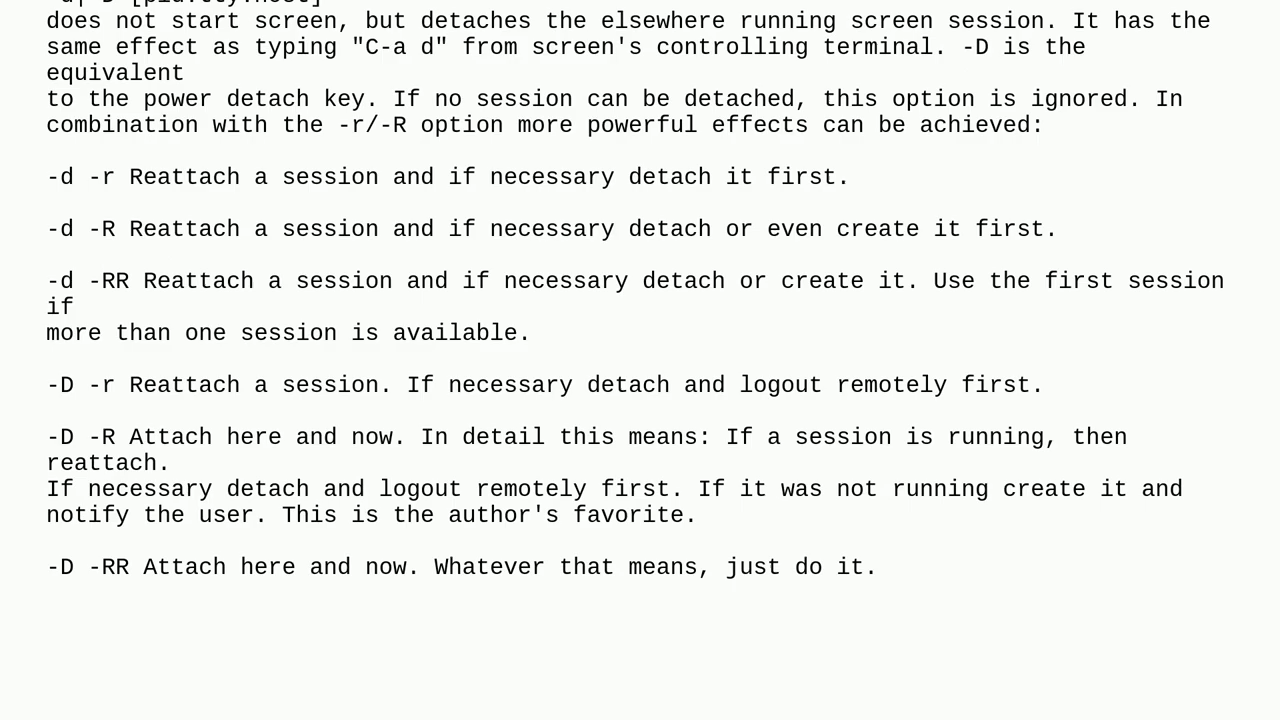 does not start screen, but detaches the elsewhere running screen session. It has the
same effect as typing "C-a d" from screen's controlling terminal. -D is the
equivalent
to the power detach key. If no session can be detached, this option is ignored. In
combination with the -r/-R option more powerful effects can be achieved:
-d -r Reattach a session and if necessary detach it first.
-d -R Reattach a session and if necessary detach or even create it first.
-d -RR Reattach a session and if necessary detach or create it. Use the first session
if
more than one session is available.
-D -r Reattach a session. If necessary detach and logout remotely first.
-D -R Attach here and now. In detail this means: If a session is running, then
reattach.
If necessary detach and logout remotely first. If it was not running create it and
notify the user. This is the author's favorite.
-D -RR Attach here and now. Whatever that means, just do it.